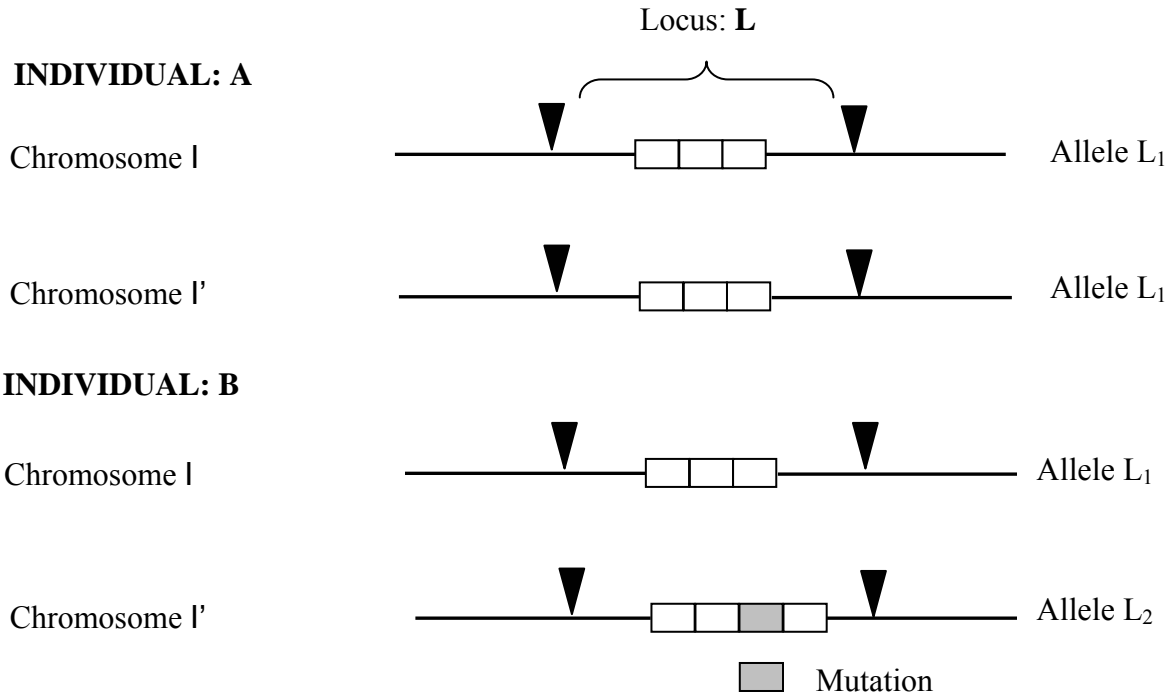 Locus: L
INDIVIDUAL: A
Chromosome I Allele L₁
Chromosome I’ Allele L₁
INDIVIDUAL: B
Chromosome I Allele L₁
Chromosome I’ Allele L₂
Mutation